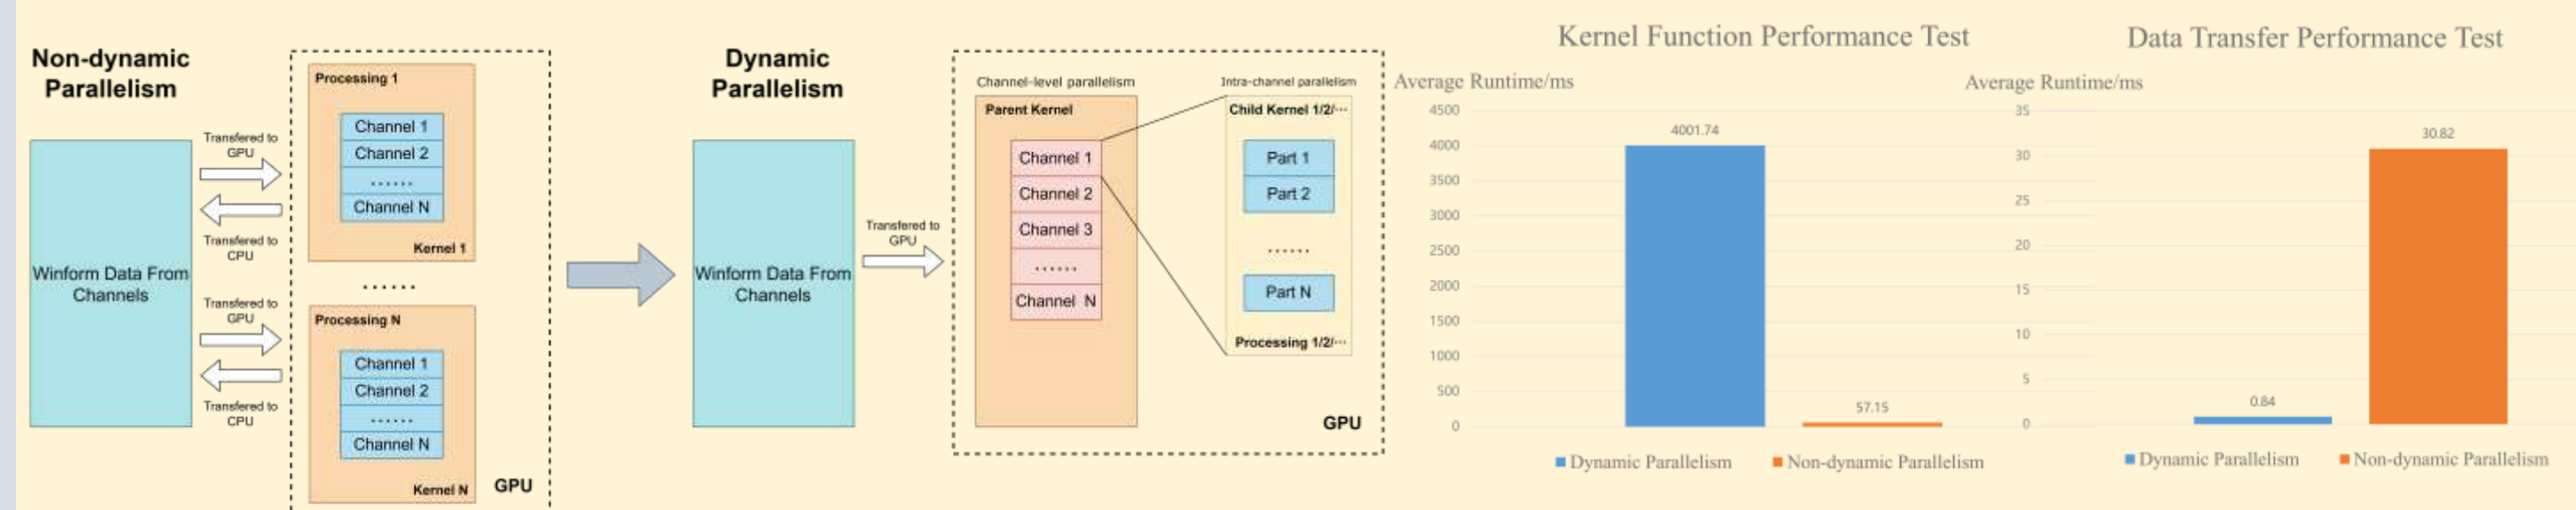 Non-dynamic
Parallelism
Winform Data From
Channels
Transfered to
GPU
Transfered to
CPU
Transfered to
GPU
Transfered to
CPU
Processing 1
Channel 1
Channel 2
......
Channel N
Kernel 1
......
Processing N
Channel 1
Channel 2
......
Channel N
Kernel N
GPU
Dynamic
Parallelism
Winform Data From
Channels
Transfered to
GPU
Channel-level parallelism
Parent Kernel
Channel 1
Channel 2
Channel 3
......
Channel N
Intra-channel parallelism
Child Kernel 1/2/···
Part 1
Part 2
......
Part N
Processing 1/2/···
GPU
Kernel Function Performance Test
Average Runtime/ms
4500
4000
3500
3000
2500
2000
1500
1000
500
0
4001.74
57.15
Dynamic Parallelism
Non-dynamic Parallelism
Data Transfer Performance Test
Average Runtime/ms
35
30
25
20
15
10
5
0
0.84
30.82
Dynamic Parallelism
Non-dynamic Parallelism